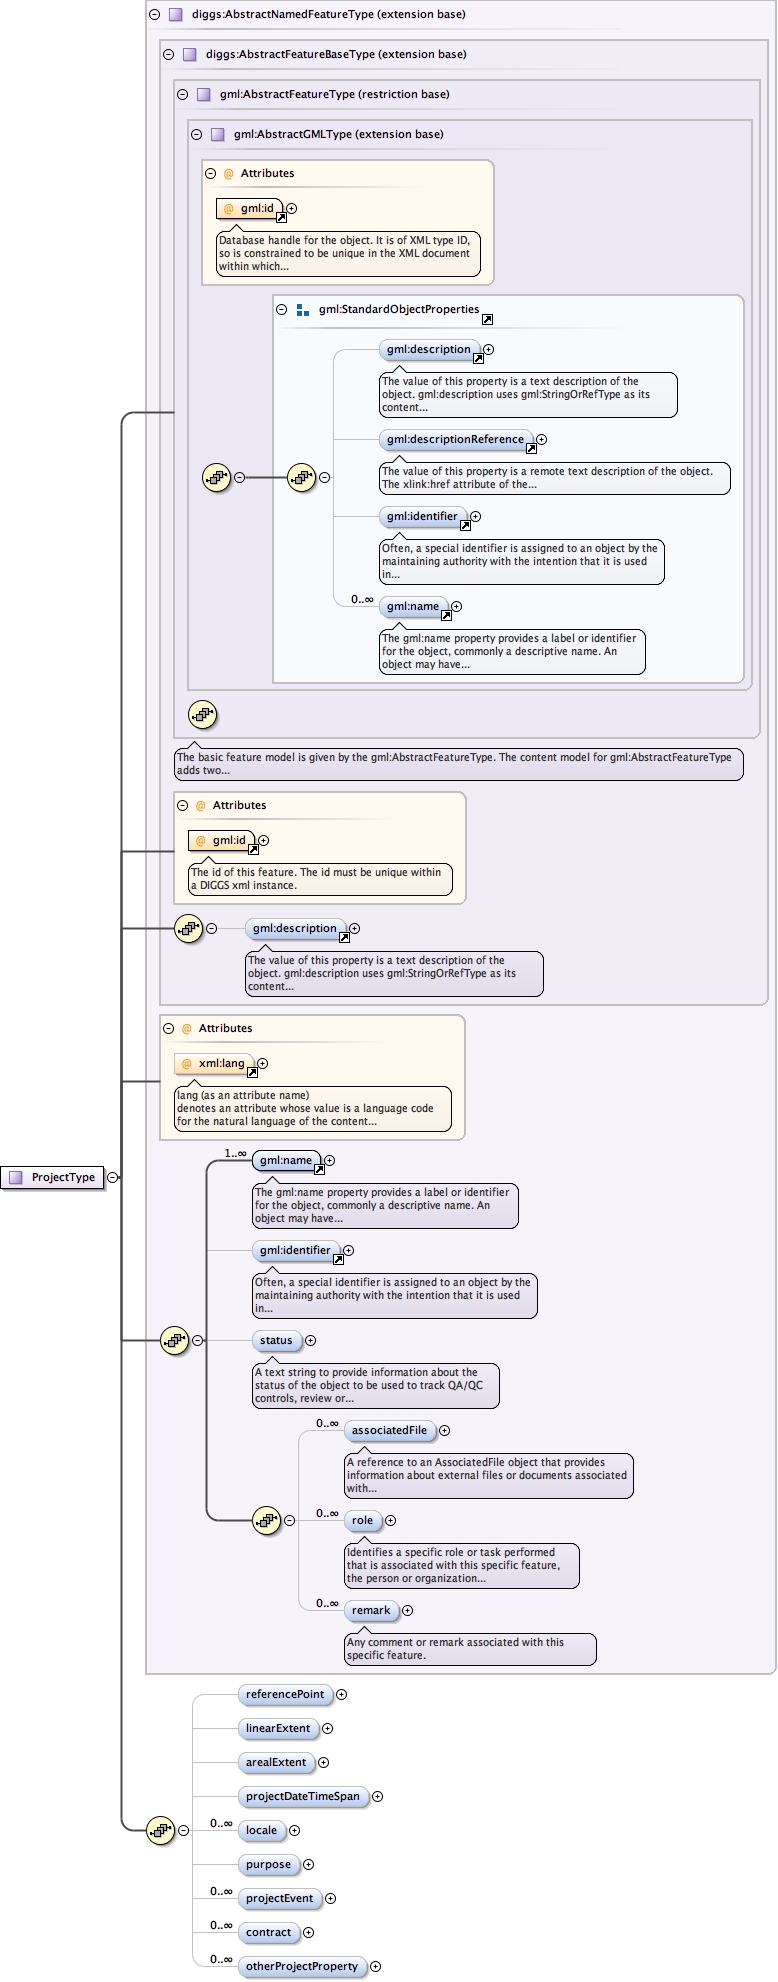 diggs:AbstractNamedFeatureType (extension base)
diggs:AbstractFeatureBaseType (extension base)
gml:AbstractFeatureType (restriction base)
gml:AbstractGMLType (extension base)
@ Attributes
@ gml:id
Database handle for the object. It is of XML type ID,
so is constrained to be unique in the XML document
within which...
gml:StandardObjectProperties
gml:description
The value of this property is a text description of the
object. gml:description uses gml:StringOrRefType as its
content...
gml:descriptionReference
The value of this property is a remote text description of the object.
The xlink:href attribute of the...
gml:identifier
Often, a special identifier is assigned to an object by the
maintaining authority with the intention that it is used
in...
0..∞ gml:name
The gml:name property provides a label or identifier
for the object, commonly a descriptive name. An
object may have...
The basic feature model is given by the gml:AbstractFeatureType. The content model for gml:AbstractFeatureType
adds two...
@ Attributes
@ gml:id
The id of this feature. The id must be unique within
a DIGGS xml instance.
gml:description
The value of this property is a text description of the
object. gml:description uses gml:StringOrRefType as its
content...
@ Attributes
@ xml:lang
lang (as an attribute name)
denotes an attribute whose value is a language code
for the natural language of the content...
ProjectType
1..∞ gml:name
The gml:name property provides a label or identifier
for the object, commonly a descriptive name. An
object may have...
gml:identifier
Often, a special identifier is assigned to an object by the
maintaining authority with the intention that it is used
in...
status
A text string to provide information about the
status of the object to be used to track QA/QC
controls, review or...
0..∞ associatedFile
A reference to an AssociatedFile object that provides
information about external files or documents associated
with...
0..∞ role
Identifies a specific role or task performed
that is associated with this specific feature,
the person or organization...
0..∞ remark
Any comment or remark associated with this
specific feature.
referencePoint
linearExtent
arealExtent
projectDateTimeSpan
0..∞ locale
purpose
0..∞ projectEvent
0..∞ contract
0..∞ otherProjectProperty